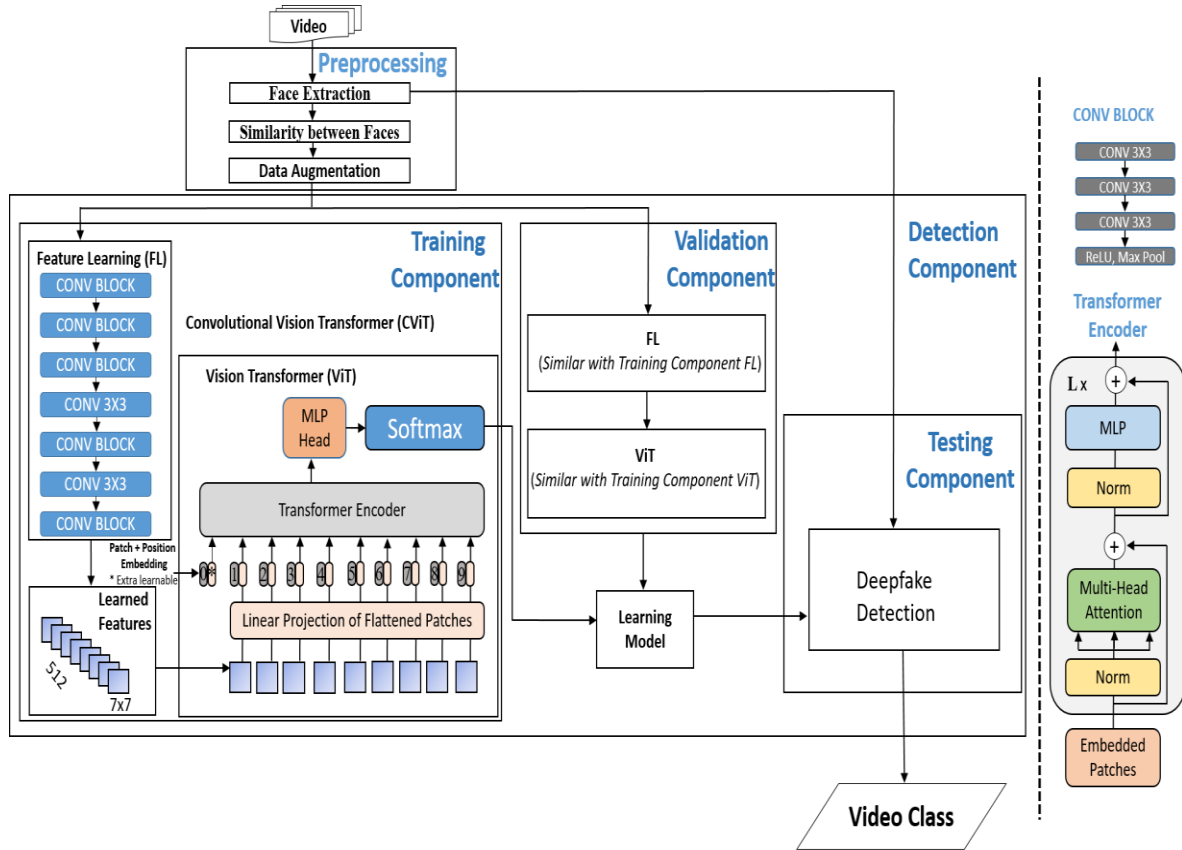 Video
Preprocessing
Face Extraction
Similarity between Faces
Data Augmentation
Training
Component
Feature Learning (FL)
CONV BLOCK
CONV BLOCK
CONV BLOCK
CONV 3X3
CONV BLOCK
CONV 3X3
CONV BLOCK
Convolutional Vision Transformer (CViT)
Vision Transformer (ViT)
MLP
Head
Softmax
Transformer Encoder
Patch + Position
Embedding
* Extra learnable
0* 1 2 3 4 5 6 7 8 9
Linear Projection of Flattened Patches
Learned
Features
512
7x7
Validation
Component
FL
(Similar with Training Component FL)
ViT
(Similar with Training Component ViT)
Learning
Model
Detection
Component
Testing
Component
Deepfake
Detection
Video Class
CONV BLOCK
CONV 3X3
CONV 3X3
CONV 3X3
ReLU, Max Pool
Transformer
Encoder
L x
+
MLP
Norm
+
Multi-Head
Attention
Norm
Embedded
Patches